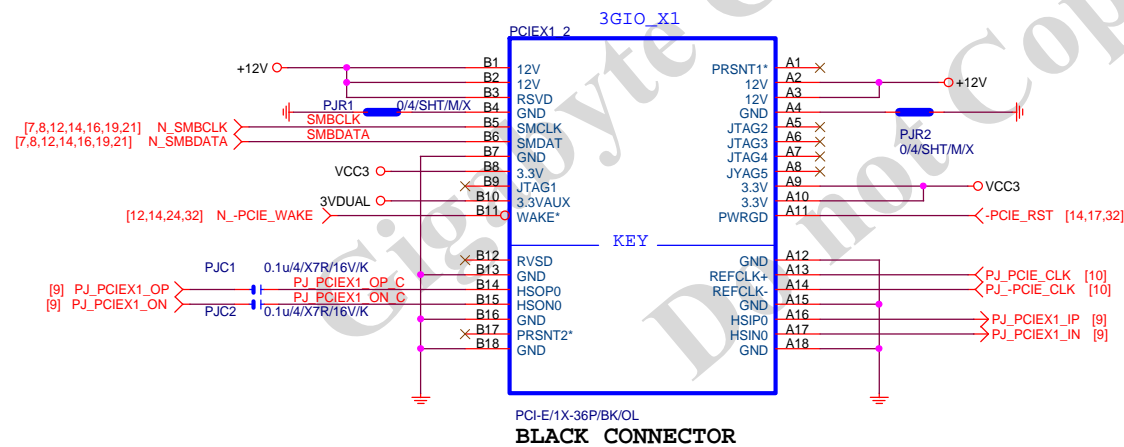 3GIO_X1
PCIEX1_2
+12V
B1 12V
B2 12V
B3 RSVD
PJR1 0/4/SHT/M/X
B4 GND
[7,8,12,14,16,19,21] N_SMBCLK SMBCLK B5 SMCLK
[7,8,12,14,16,19,21] N_SMBDATA SMBDATA B6 SMDAT
B7 GND
VCC3 B8 3.3V
B9 JTAG1
3VDUAL B10 3.3VAUX
[12,14,24,32] N_-PCIE_WAKE B11 WAKE*
KEY
B12 RVSD
B13 GND
[9] PJ_PCIEX1_OP PJC1 0.1u/4/X7R/16V/K PJ_PCIEX1_OP_C B14 HSOP0
[9] PJ_PCIEX1_ON PJC2 0.1u/4/X7R/16V/K PJ_PCIEX1_ON_C B15 HSON0
B16 GND
B17 PRSNT2*
B18 GND
PRSNT1* A1
12V A2 +12V
12V A3
GND A4
PJR2
0/4/SHT/M/X
JTAG2 A5
JTAG3 A6
JTAG4 A7
JYAG5 A8
3.3V A9 VCC3
3.3V A10
PWRGD A11 -PCIE_RST [14,17,32]
GND A12
REFCLK+ A13 PJ_PCIE_CLK [10]
REFCLK- A14 PJ_-PCIE_CLK [10]
GND A15
HSIP0 A16 PJ_PCIEX1_IP [9]
HSIN0 A17 PJ_PCIEX1_IN [9]
GND A18
PCI-E/1X-36P/BK/OL
BLACK CONNECTOR
Gigabyte
Do not Cop